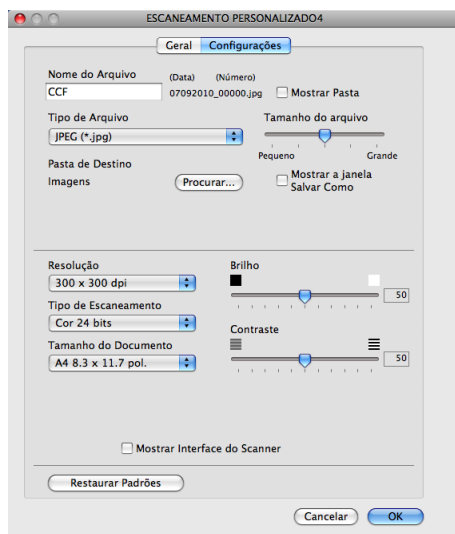 ESCANEAMENTO PERSONALIZADO4
Geral Configurações
Nome do Arquivo (Data) (Número)
CCF 07092010_00000.jpg Mostrar Pasta
Tipo de Arquivo Tamanho do arquivo
JPEG (*.jpg)
Pequeno Grande
Pasta de Destino Mostrar a janela
Imagens Procurar... Salvar Como
Resolução Brilho
300 x 300 dpi
50
Tipo de Escaneamento
Cor 24 bits
Contraste
Tamanho do Documento
A4 8.3 x 11.7 pol. 50
Mostrar Interface do Scanner
Restaurar Padrões
Cancelar OK